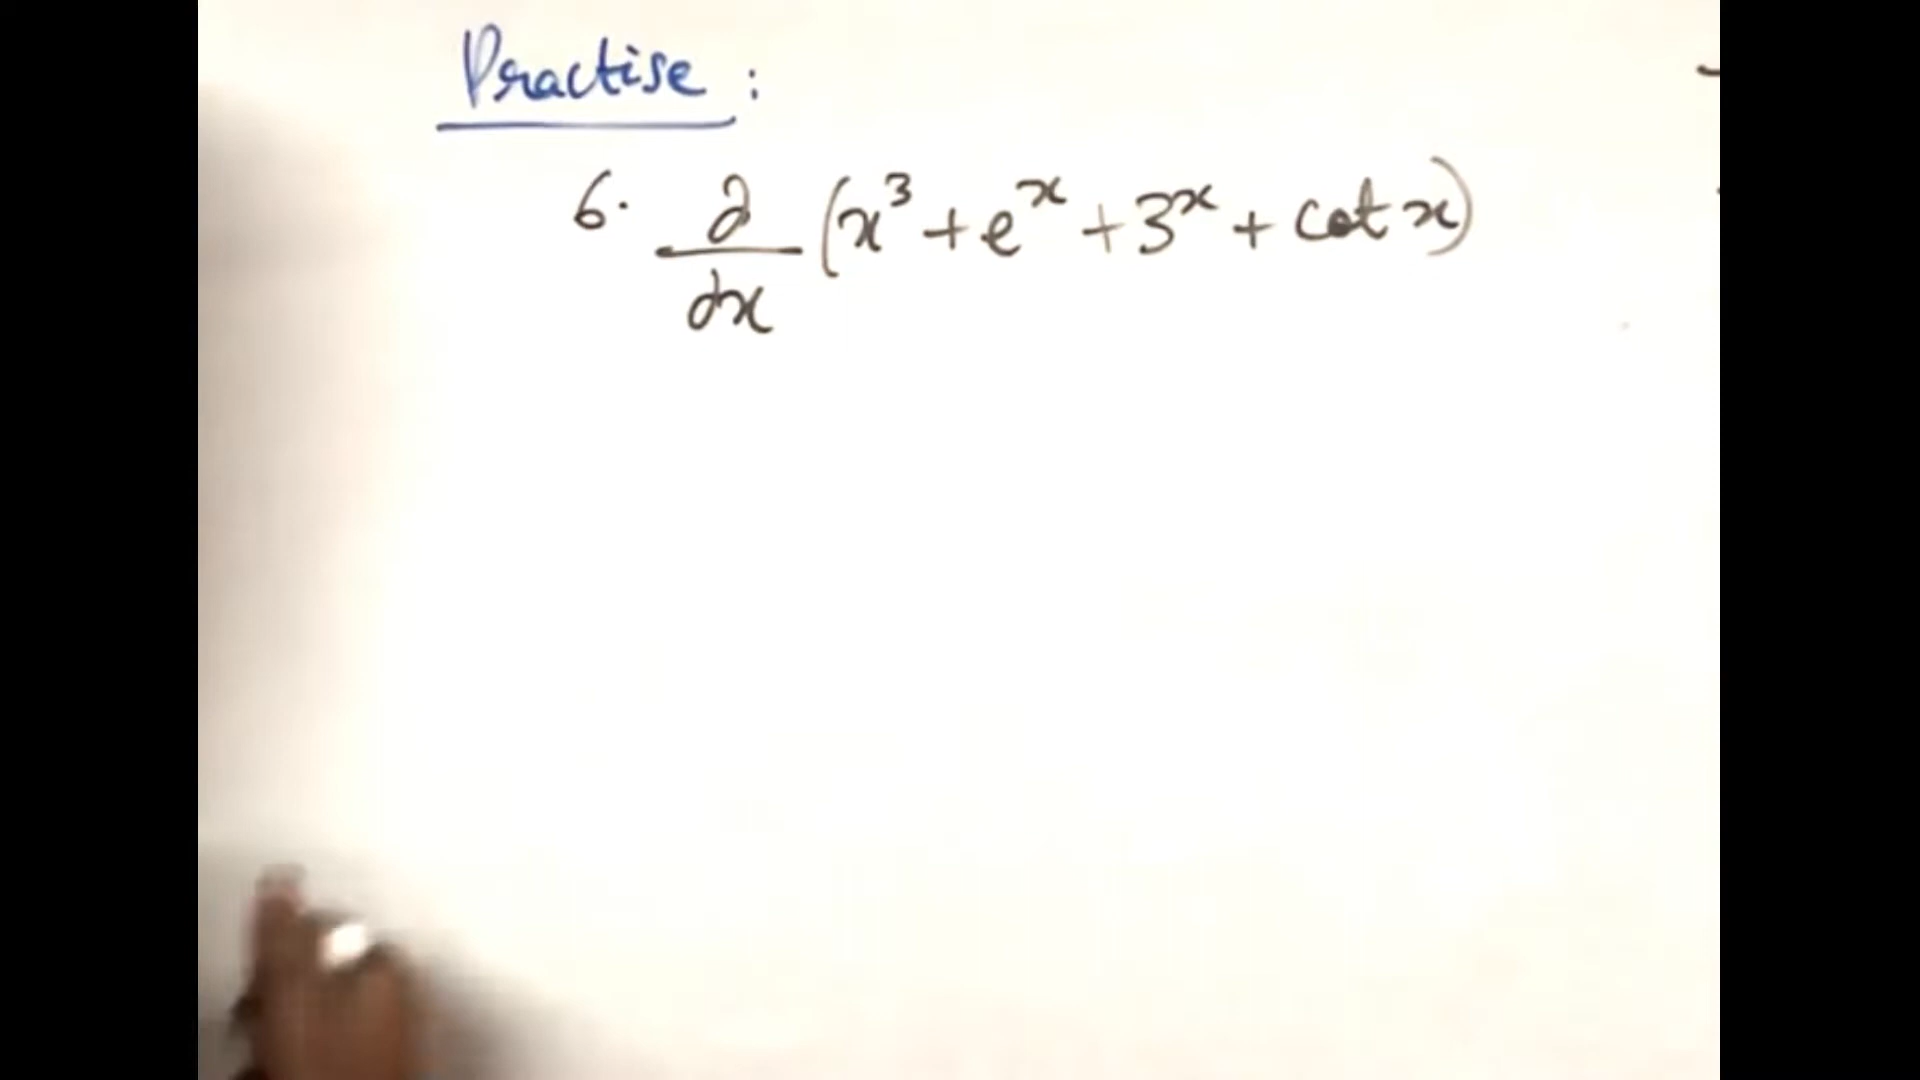 Practise :
6. ∂/∂x (x³ + eˣ + 3ˣ + cot x)